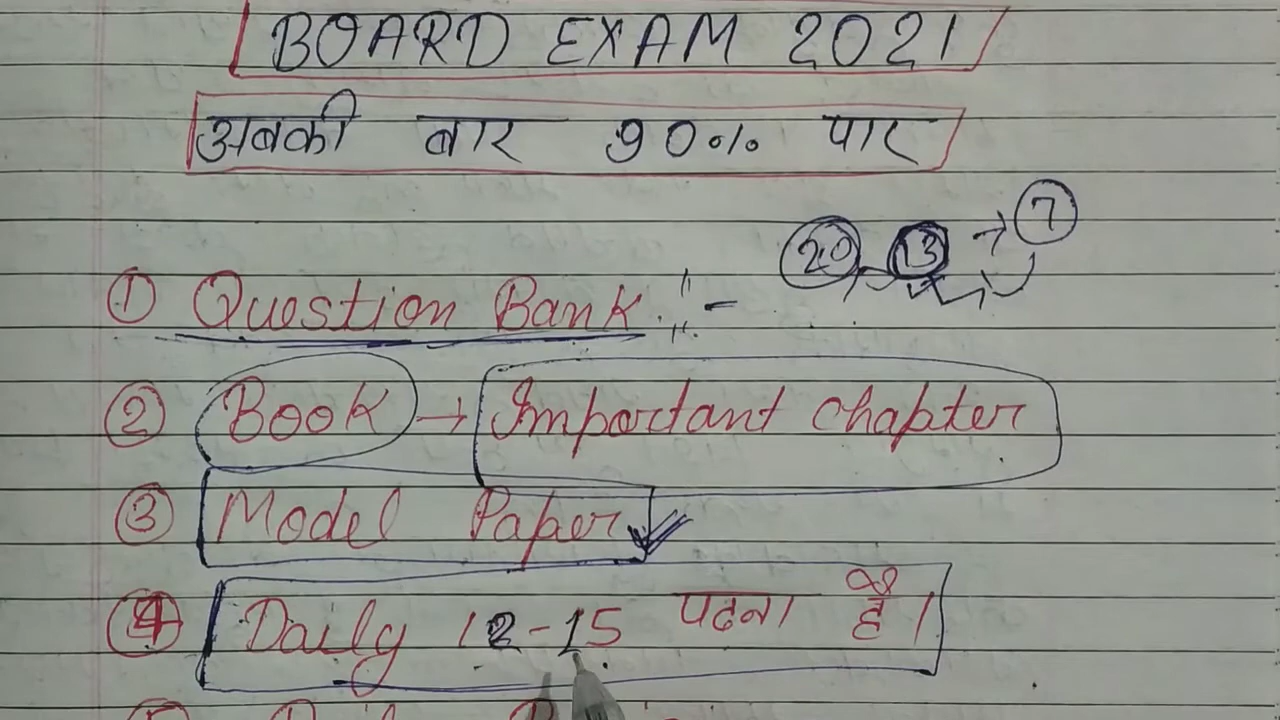 BOARD EXAM 2021
अबकी बार 90% पार
20 13 → 7
① Question Bank :-
② Book → Important chapter
③ Model Paper
④ Daily 12-15 पढना है।